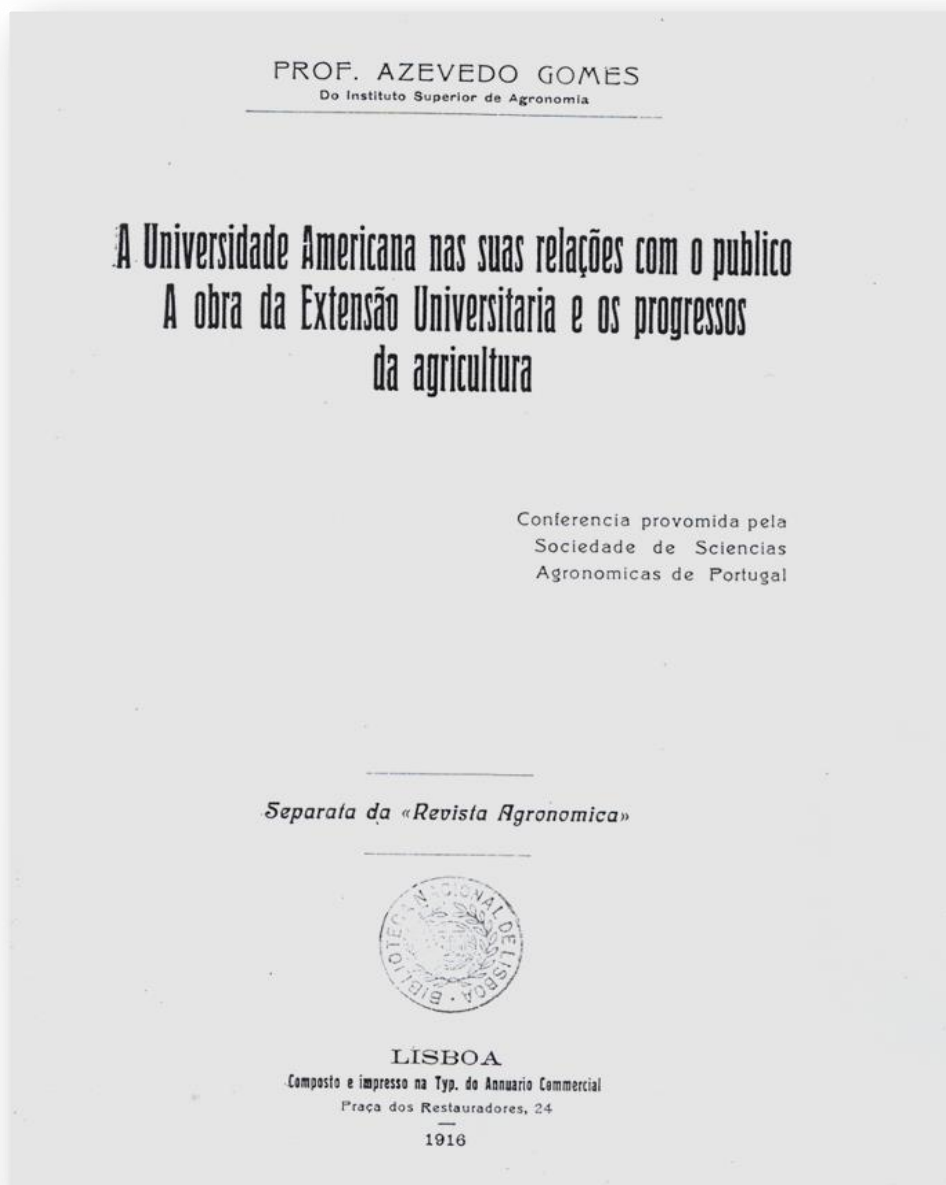 PROF. AZEVEDO GOMES
Do Instituto Superior de Agronomia
A Universidade Americana nas suas relações com o publico
A obra da Extensão Universitaria e os progressos
da agricultura
Conferencia provomida pela
Sociedade de Sciencias
Agronomicas de Portugal
Separata da «Revista Agronomica»
BIBLIOTECA NACIONAL DE LISBOA
LISBOA
Composto e impresso na Typ. do Annuario Commercial
Praça dos Restauradores, 24
1916